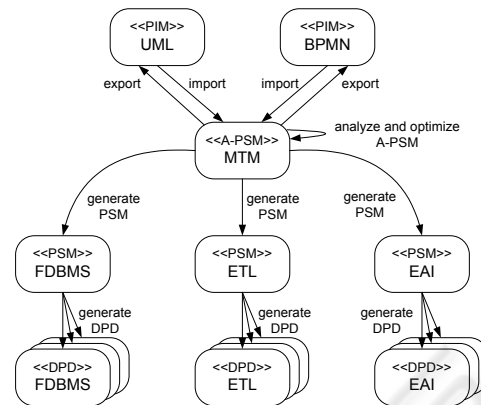 <<PIM>>
UML
<<PIM>>
BPMN
export
import
import
export
<<A-PSM>>
MTM
analyze and optimize
A-PSM
generate
PSM
generate
PSM
generate
PSM
<<PSM>>
FDBMS
<<PSM>>
ETL
<<PSM>>
EAI
generate
DPD
generate
DPD
generate
DPD
<<DPD>>
FDBMS
<<DPD>>
ETL
<<DPD>>
EAI